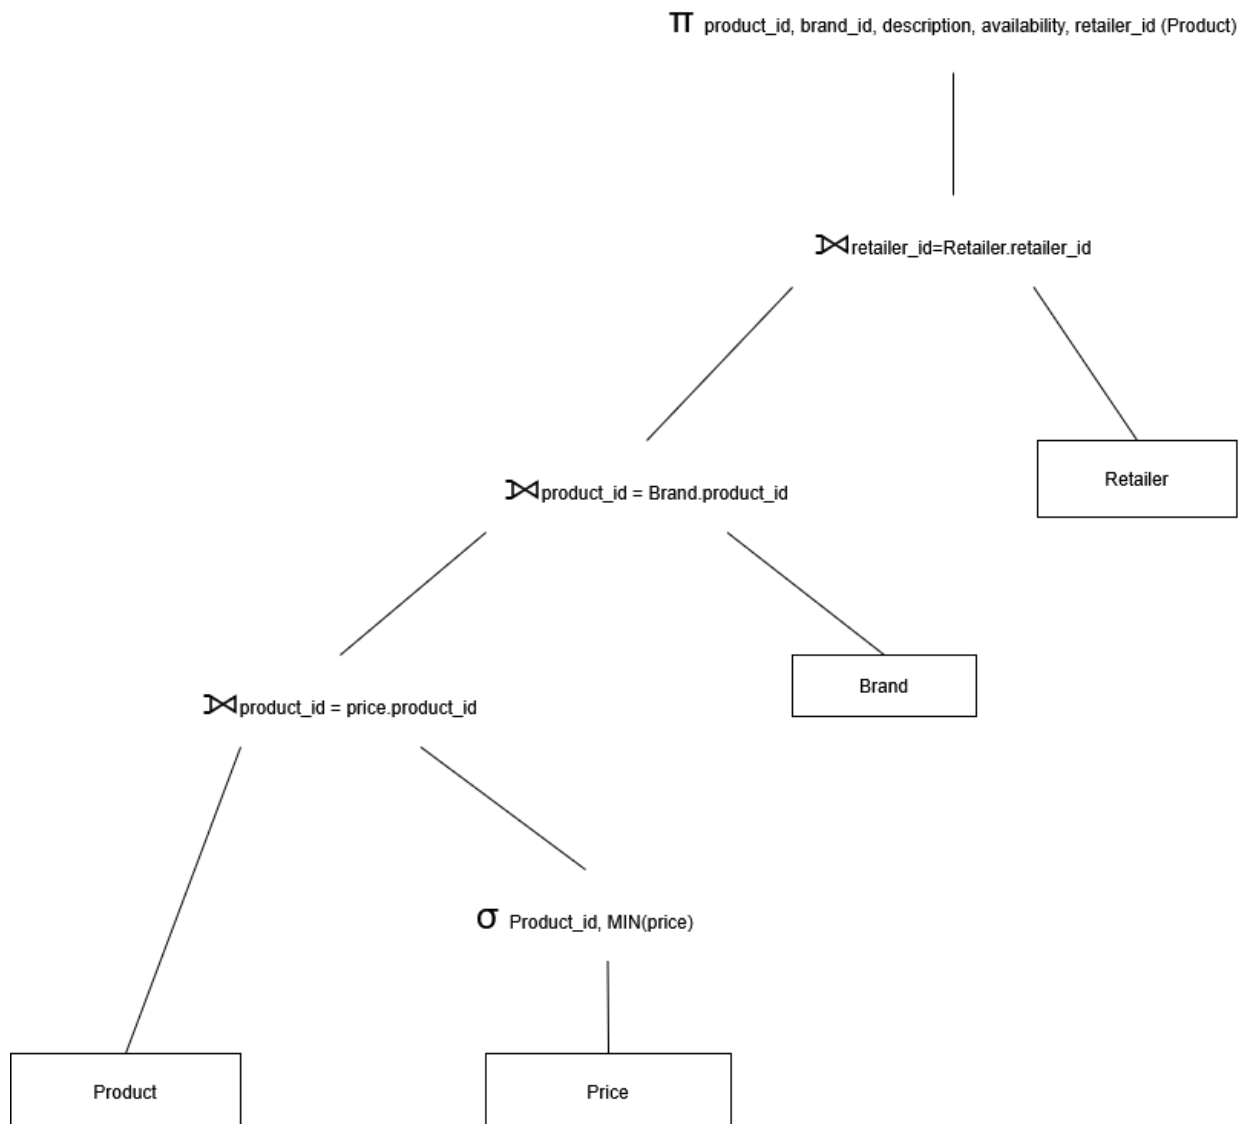 π product_id, brand_id, description, availability, retailer_id (Product)
⟕retailer_id=Retailer.retailer_id
Retailer
⟕product_id = Brand.product_id
Brand
⟕product_id = price.product_id
σ Product_id, MIN(price)
Product
Price